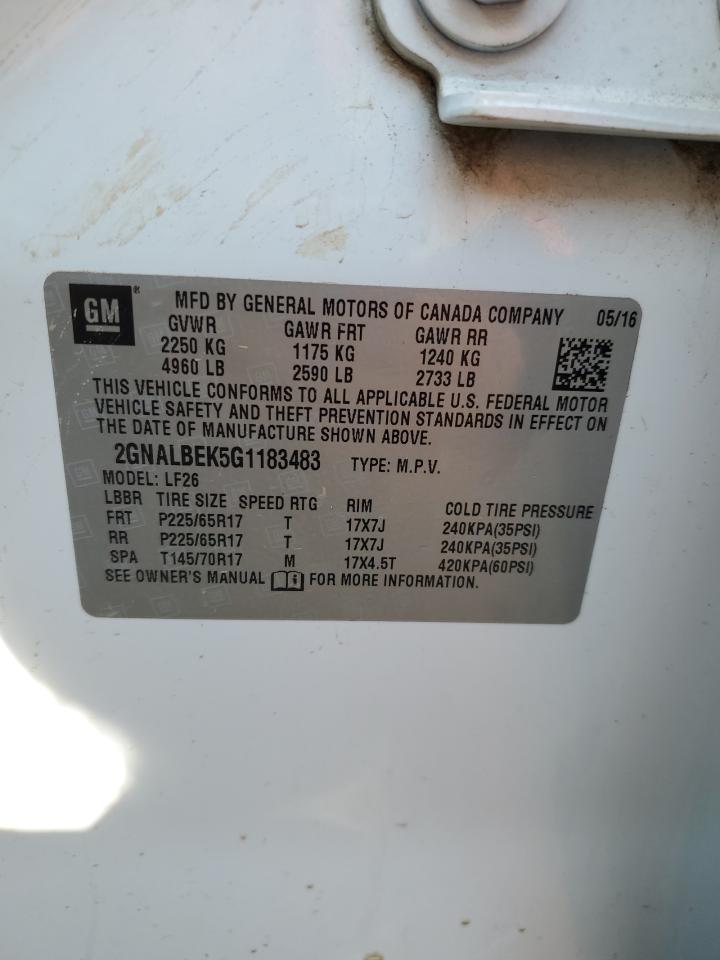 GM ® MFD BY GENERAL MOTORS OF CANADA COMPANY 05/16
GVWR GAWR FRT GAWR RR
2250 KG 1175 KG 1240 KG
4960 LB 2590 LB 2733 LB
THIS VEHICLE CONFORMS TO ALL APPLICABLE U.S. FEDERAL MOTOR
VEHICLE SAFETY AND THEFT PREVENTION STANDARDS IN EFFECT ON
THE DATE OF MANUFACTURE SHOWN ABOVE.
2GNALBEK5G1183483 TYPE: M.P.V.
MODEL: LF26
LBBR TIRE SIZE SPEED RTG RIM COLD TIRE PRESSURE
FRT P225/65R17 T 17X7J 240KPA(35PSI)
RR P225/65R17 T 17X7J 240KPA(35PSI)
SPA T145/70R17 M 17X4.5T 420KPA(60PSI)
SEE OWNER'S MANUAL FOR MORE INFORMATION.